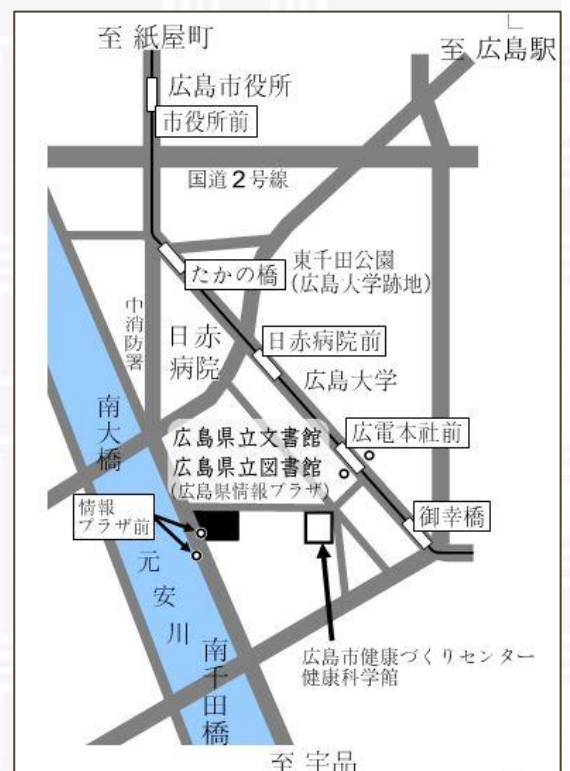 至 紙屋町
至 広島駅
広島市役所
市役所前
国道2号線
たかの橋
東千田公園
(広島大学跡地)
中消防署
日赤
病院
日赤病院前
広島大学
南大橋
広島県立文書館
広島県立図書館
(広島県情報プラザ)
広電本社前
情報
プラザ前
御幸橋
元安川
南千田橋
広島市健康づくりセンター
健康科学館
至 宇品